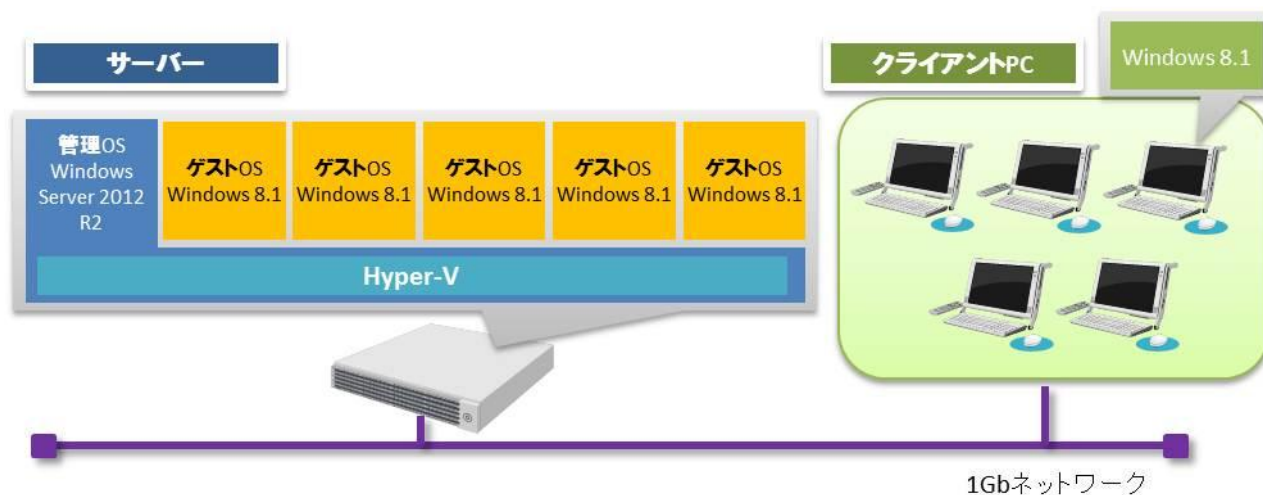 サーバー
クライアントPC
Windows 8.1
管理OS
Windows
Server 2012
R2
ゲストOS
Windows 8.1
ゲストOS
Windows 8.1
ゲストOS
Windows 8.1
ゲストOS
Windows 8.1
ゲストOS
Windows 8.1
Hyper-V
1Gbネットワーク